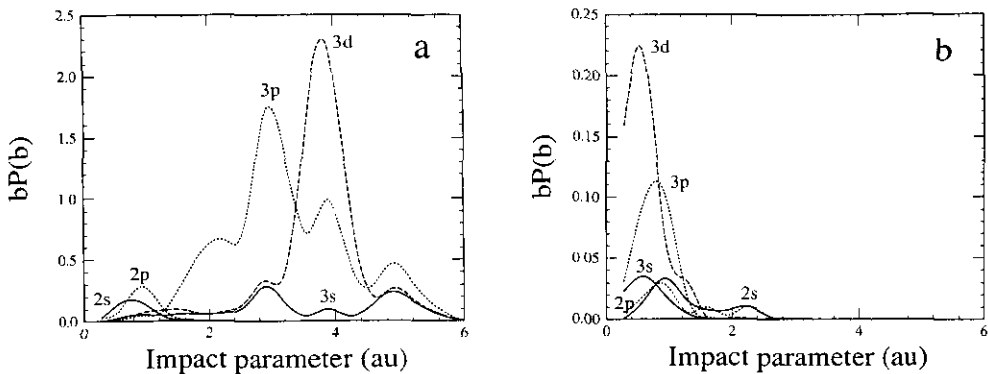 a
3d
3p
2p
2s
3s
bP(b)
2.5
2.0
1.5
1.0
0.5
0.0
0
2
4
6
Impact parameter (au)
b
3d
3p
3s
2p
2s
bP(b)
0.25
0.20
0.15
0.10
0.05
0.00
0
2
4
6
Impact parameter (au)